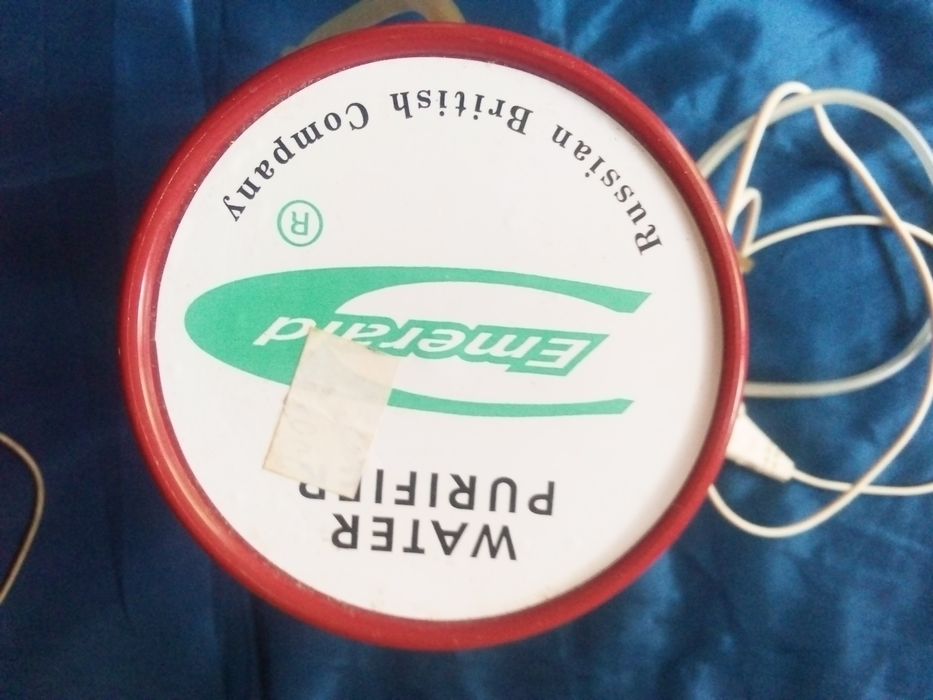 WATER
PURIFIER
Emerald
®
Russian British Company